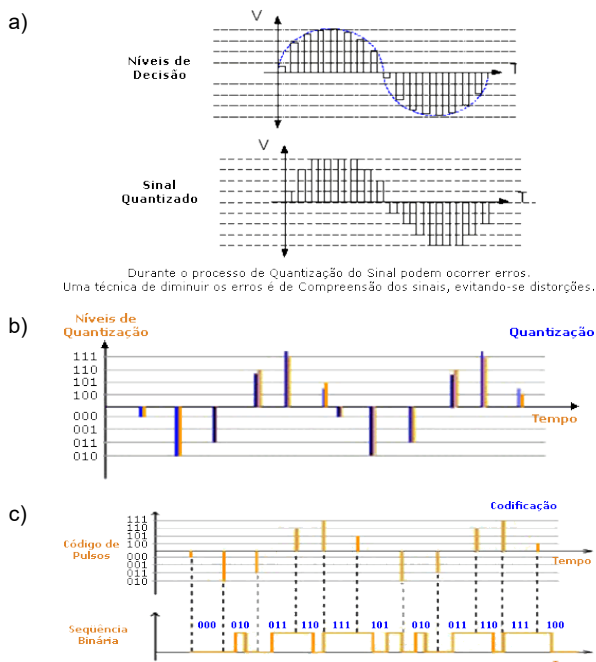 a)
V
Níveis de
Decisão
T
V
Sinal
Quantizado
T
Durante o processo de Quantização do Sinal podem ocorrer erros.
Uma técnica de diminuir os erros é de Compreensão dos sinais, evitando-se distorções.
b)
Níveis de
Quantização
Quantização
111
110
101
100
000
001
011
010
Tempo
c)
Codificação
Código de
Pulsos
111
110
101
100
000
001
011
010
Tempo
Seqüência
Binária
000 010 011 110 111 101 010 011 110 111 100